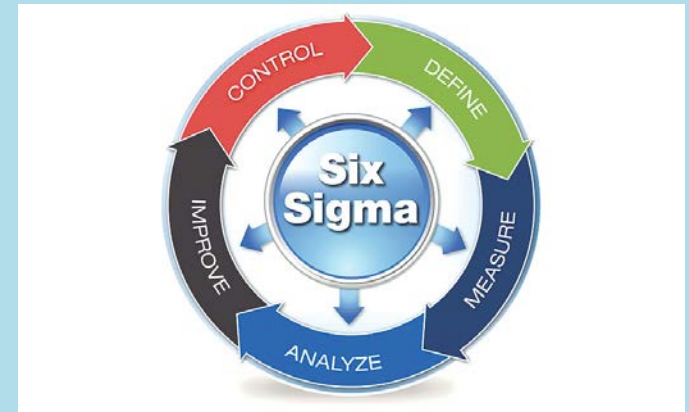 CONTROL
DEFINE
Six
Sigma
IMPROVE
MEASURE
ANALYZE